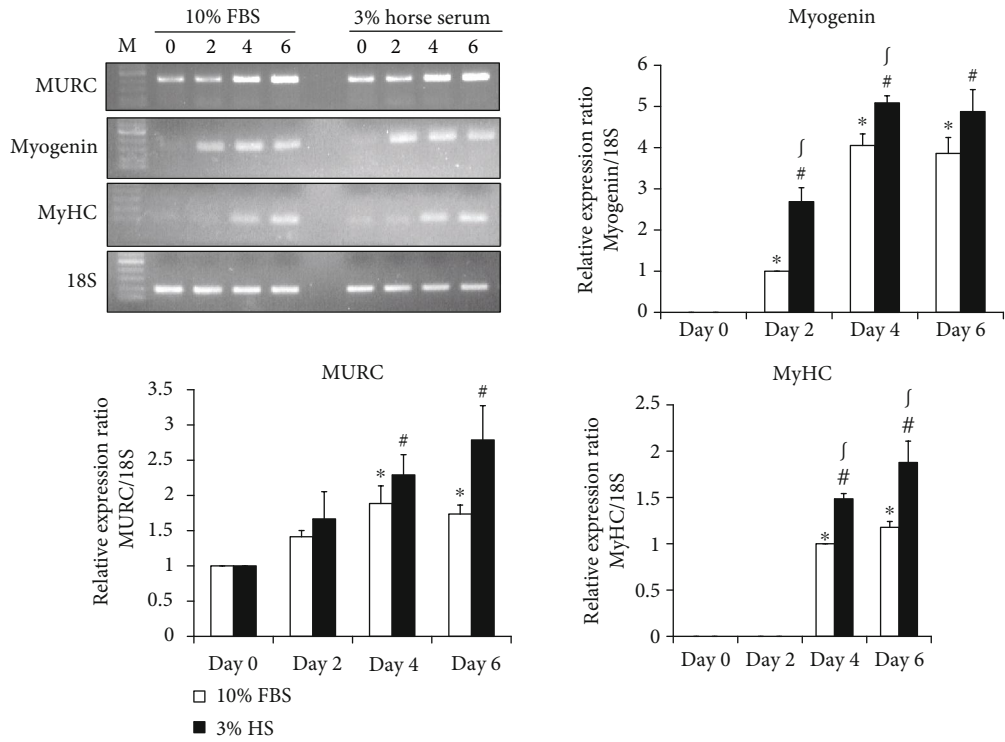 10% FBS 3% horse serum
M 0 2 4 6 0 2 4 6
MURC
Myogenin
MyHC
18S
Myogenin
Relative expression ratio
Myogenin/18S
6
5
4
3
2
1
0
∫
#
∗
∫
#
∗
#
∗
Day 0 Day 2 Day 4 Day 6
MURC
Relative expression ratio
MURC/18S
3.5
3
2.5
2
1.5
1
0.5
0
#
∗
#
∗
Day 0 Day 2 Day 4 Day 6
10% FBS
3% HS
MyHC
Relative expression ratio
MyHC/18S
2.5
2
1.5
1
0.5
0
∫
#
∗
∫
#
∗
Day 0 Day 2 Day 4 Day 6